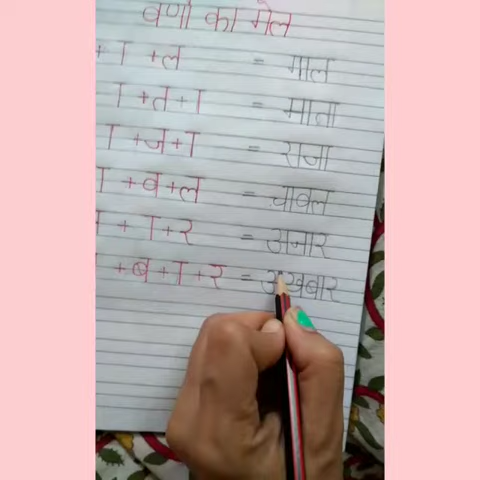 वर्णों का मेल
+ ा + ल = माल
ा + त + ा = माता
ा + ज + ा = राजा
ा + व + ल = चावल
+ ा + र = अनार
+ ब + ा + र = अखबार